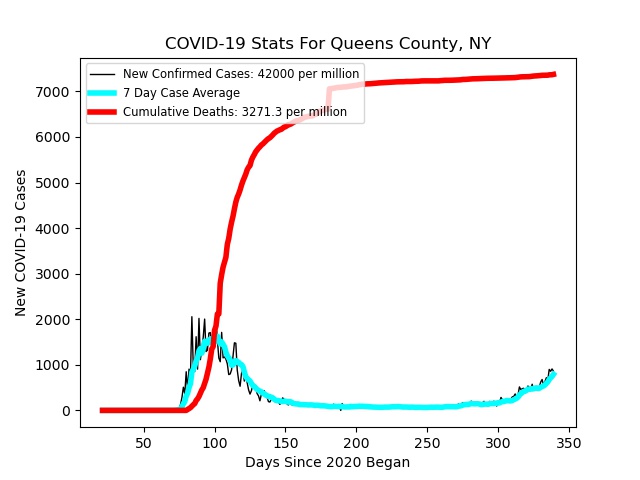 COVID-19 Stats For Queens County, NY
New Confirmed Cases: 42000 per million
7 Day Case Average
Cumulative Deaths: 3271.3 per million
New COVID-19 Cases
7000
6000
5000
4000
3000
2000
1000
0
50 100 150 200 250 300 350
Days Since 2020 Began